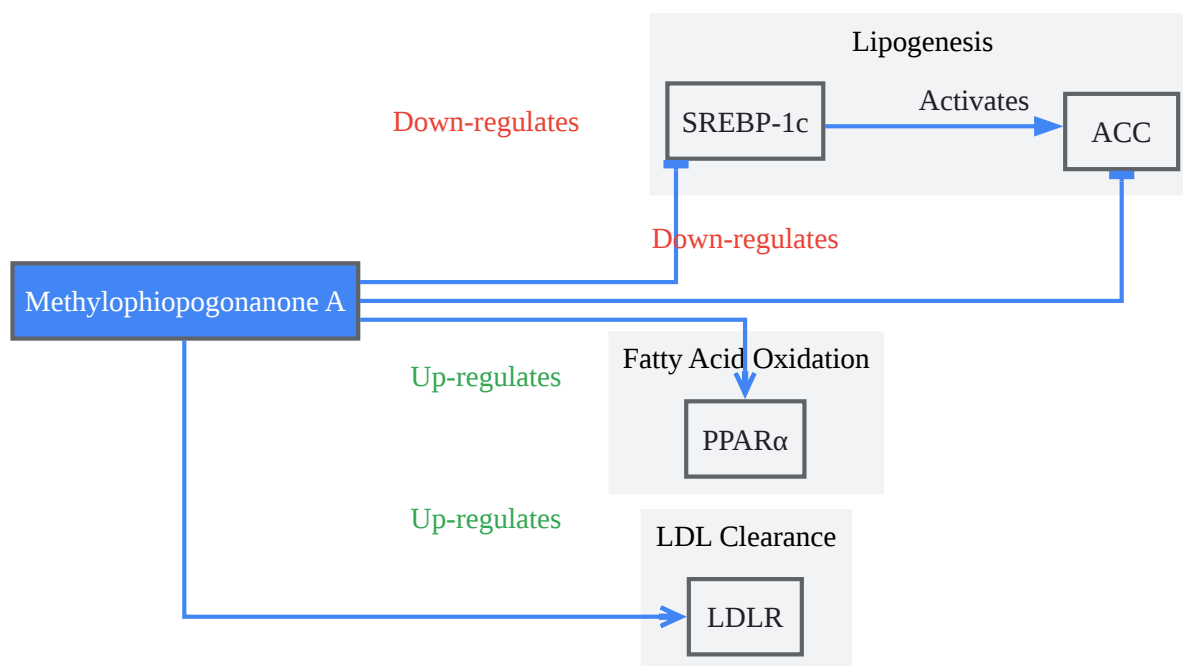 Lipogenesis
Down-regulates
SREBP-1c
Activates
ACC
Down-regulates
Methylophiopogonanone A
Up-regulates
Fatty Acid Oxidation
PPARα
Up-regulates
LDL Clearance
LDLR